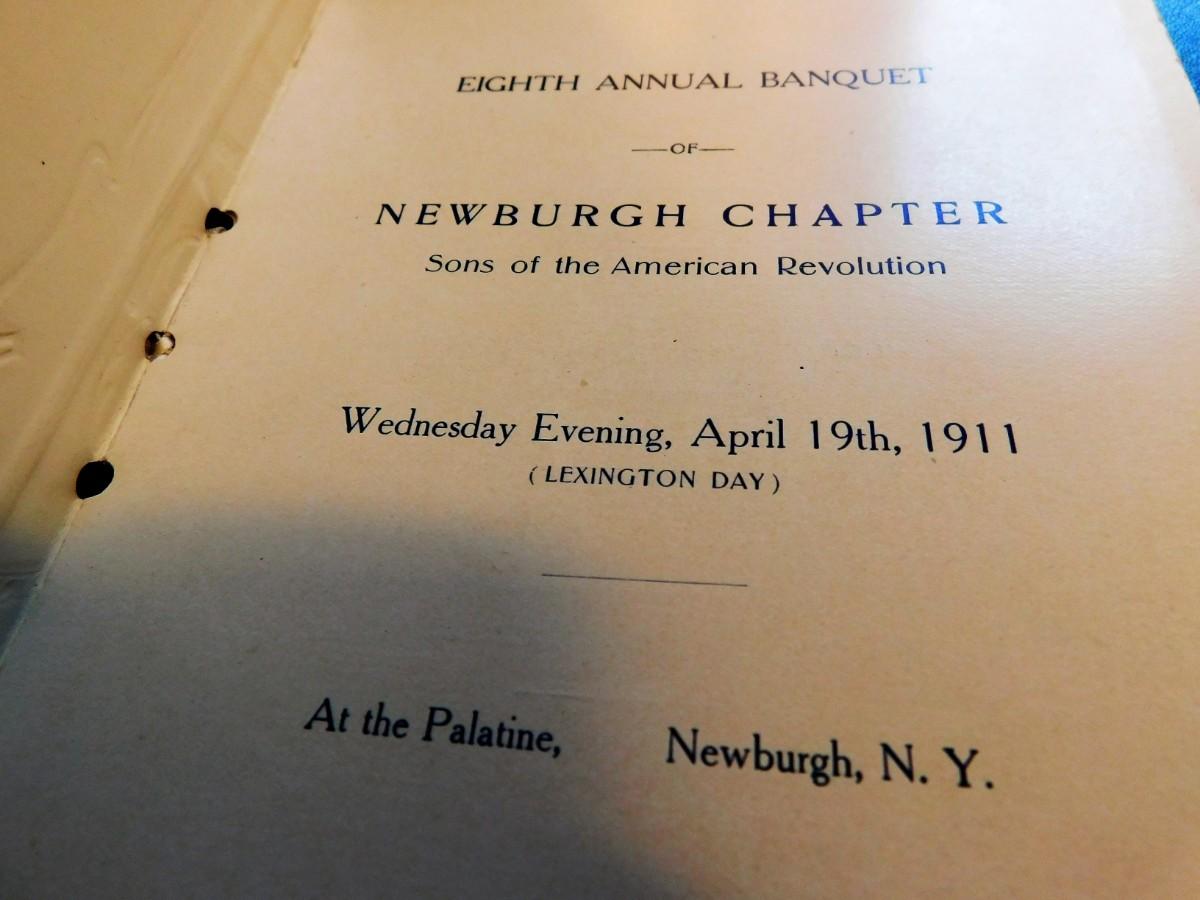 EIGHTH ANNUAL BANQUET
—OF—
NEWBURGH CHAPTER
Sons of the American Revolution
Wednesday Evening, April 19th, 1911
( LEXINGTON DAY )
At the Palatine, Newburgh, N. Y.